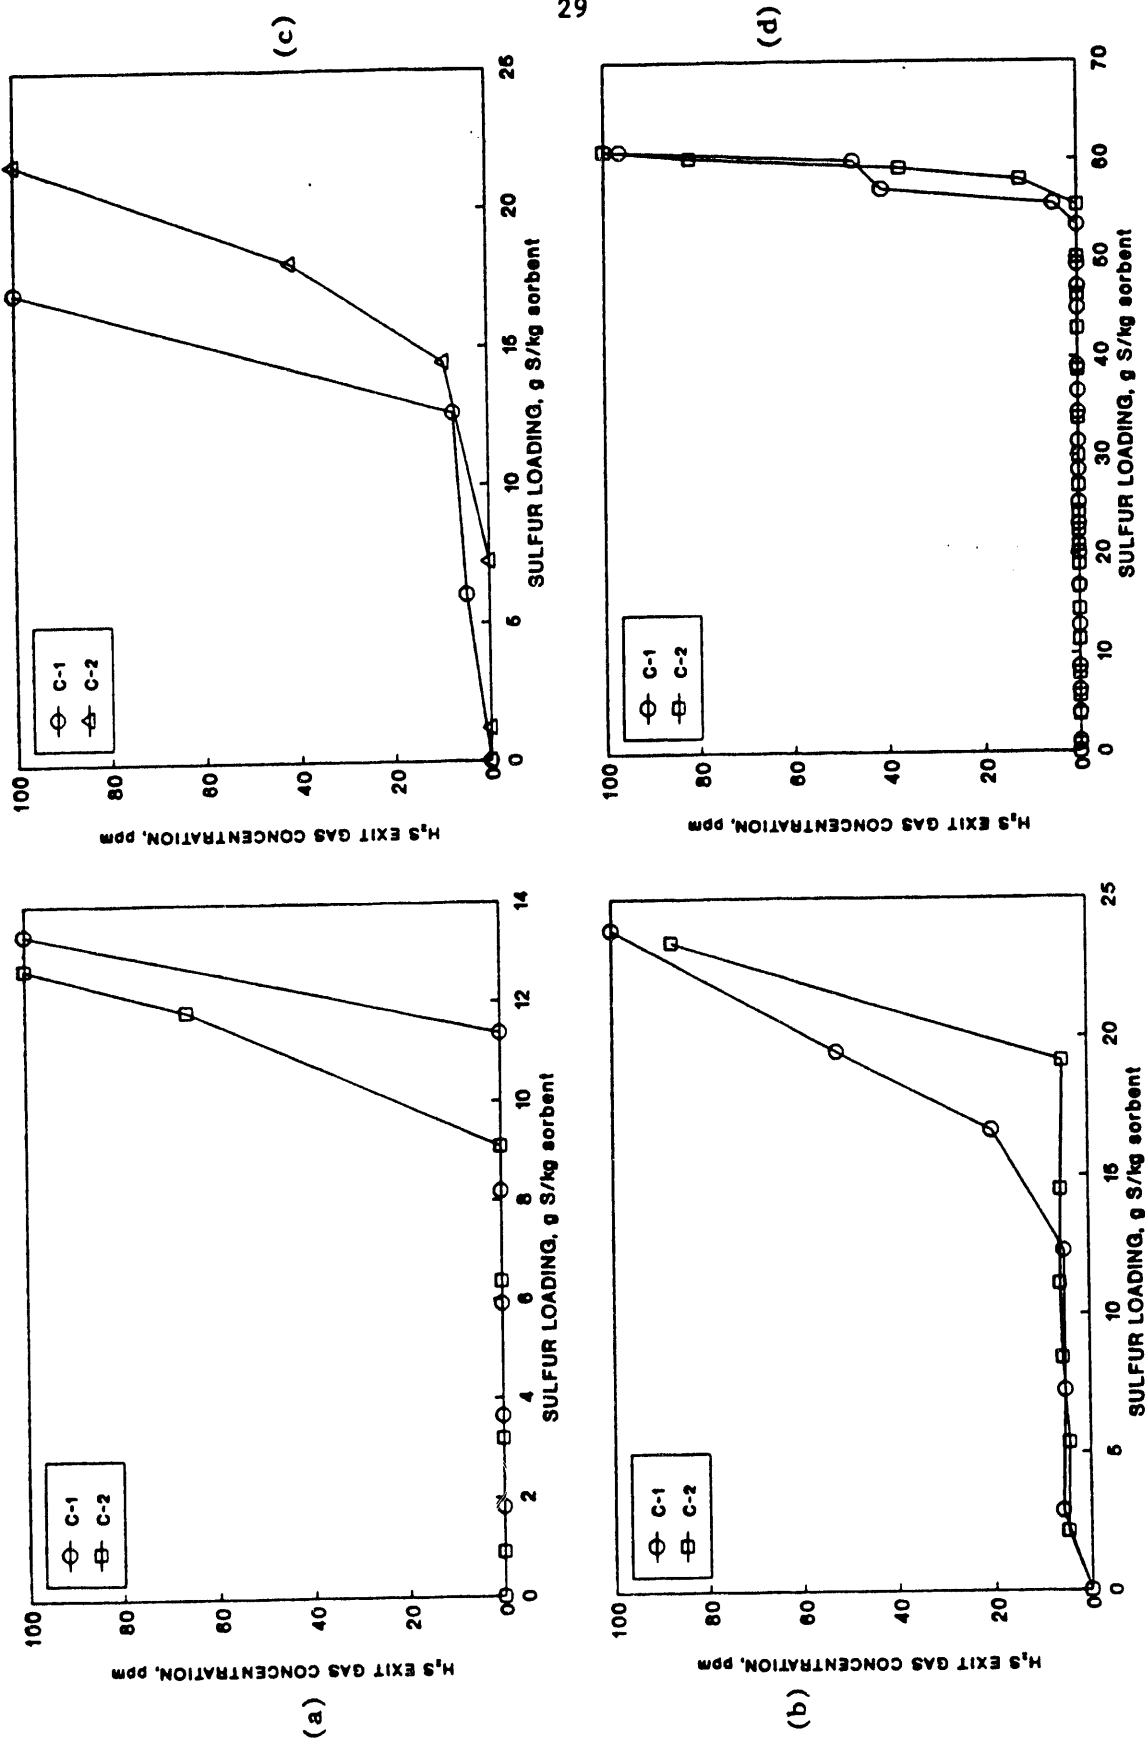 29
(a)
H₂S EXIT GAS CONCENTRATION, ppm
100
80
60
40
20
0
C-1
C-2
0
2
4
6
8
10
12
14
SULFUR LOADING, g S/kg sorbent
(b)
H₂S EXIT GAS CONCENTRATION, ppm
100
80
60
40
20
0
C-1
C-2
0
5
10
15
20
25
SULFUR LOADING, g S/kg sorbent
(c)
H₂S EXIT GAS CONCENTRATION, ppm
100
80
60
40
20
0
C-1
C-2
0
5
10
15
20
25
SULFUR LOADING, g S/kg sorbent
(d)
H₂S EXIT GAS CONCENTRATION, ppm
100
80
60
40
20
0
C-1
C-2
0
10
20
30
40
50
60
70
SULFUR LOADING, g S/kg sorbent